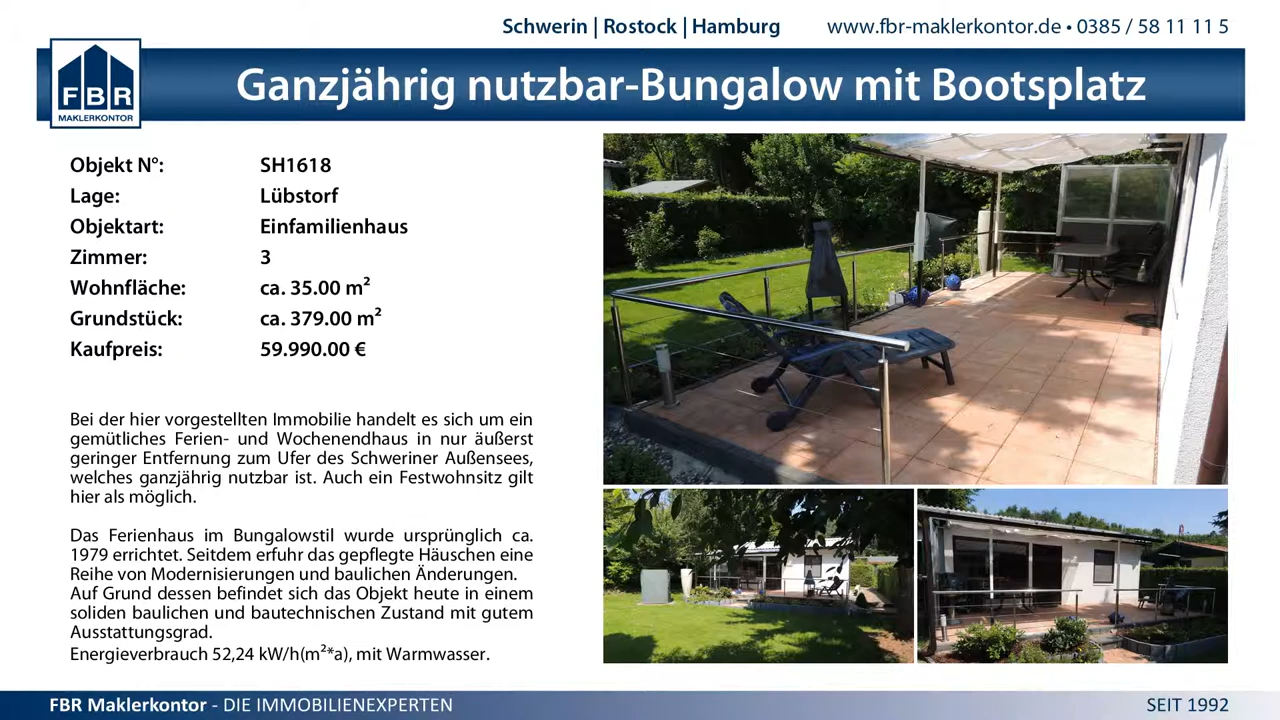 Schwerin | Rostock | Hamburg www.fbr-maklerkontor.de • 0385 / 58 11 11 5
FBR
MAKLERKONTOR
Ganzjährig nutzbar-Bungalow mit Bootsplatz
Objekt N°: SH1618
Lage: Lübstorf
Objektart: Einfamilienhaus
Zimmer: 3
Wohnfläche: ca. 35.00 m²
Grundstück: ca. 379.00 m²
Kaufpreis: 59.990.00 €
Bei der hier vorgestellten Immobilie handelt es sich um ein
gemütliches Ferien- und Wochenendhaus in nur äußerst
geringer Entfernung zum Ufer des Schweriner Außensees,
welches ganzjährig nutzbar ist. Auch ein Festwohnsitz gilt
hier als möglich.
Das Ferienhaus im Bungalowstil wurde ursprünglich ca.
1979 errichtet. Seitdem erfuhr das gepflegte Häuschen eine
Reihe von Modernisierungen und baulichen Änderungen.
Auf Grund dessen befindet sich das Objekt heute in einem
soliden baulichen und bautechnischen Zustand mit gutem
Ausstattungsgrad.
Energieverbrauch 52,24 kW/h(m²*a), mit Warmwasser.
FBR Maklerkontor - DIE IMMOBILIENEXPERTEN SEIT 1992